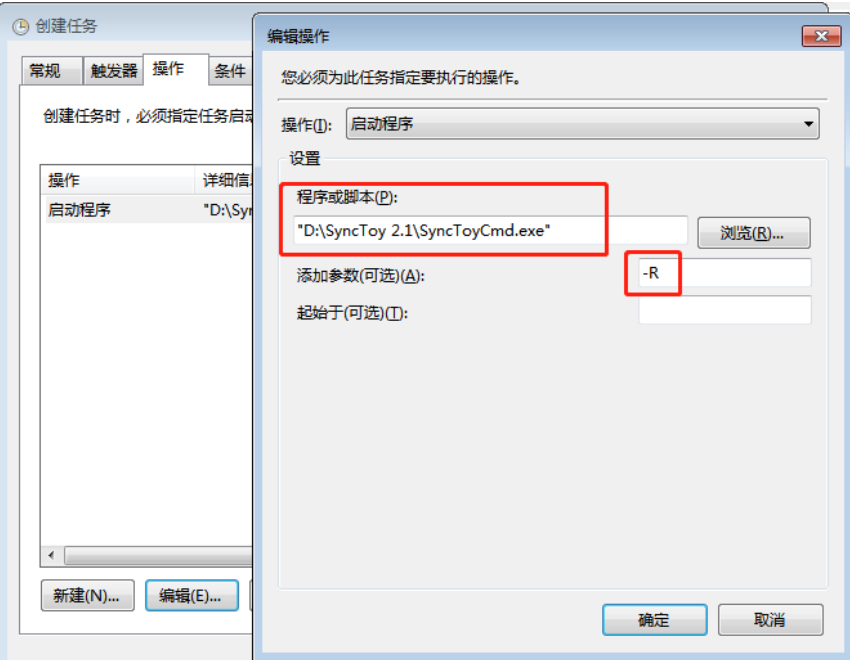 创建任务
常规
触发器
操作
条件
创建任务时，必须指定任务启动
操作
详细信息
启动程序
"D:\Syn
新建(N)...
编辑(E)...
编辑操作
您必须为此任务指定要执行的操作。
操作(I):
启动程序
设置
程序或脚本(P):
"D:\SyncToy 2.1\SyncToyCmd.exe"
浏览(R)...
添加参数(可选)(A):
-R
起始于(可选)(T):
确定
取消